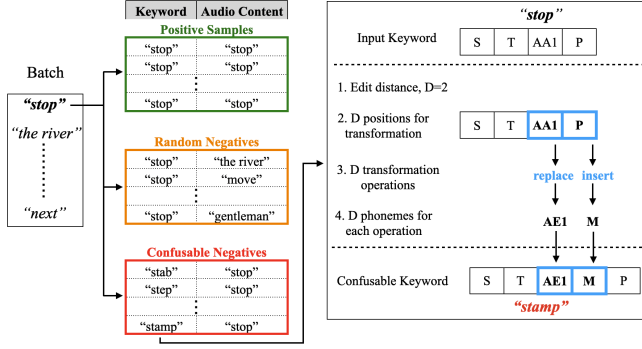 Batch
"stop"
"the river"
"next"
Keyword Audio Content
Positive Samples
"stop" "stop"
"stop" "stop"
"stop" "stop"
Random Negatives
"stop" "the river"
"stop" "move"
"stop" "gentleman"
Confusable Negatives
"stab" "stop"
"step" "stop"
"stamp" "stop"
"stop"
Input Keyword S T AA1 P
1. Edit distance, D=2
2. D positions for
transformation
S T AA1 P
3. D transformation
operations
replace insert
4. D phonemes for
each operation
AE1 M
Confusable Keyword S T AE1 M P
"stamp"